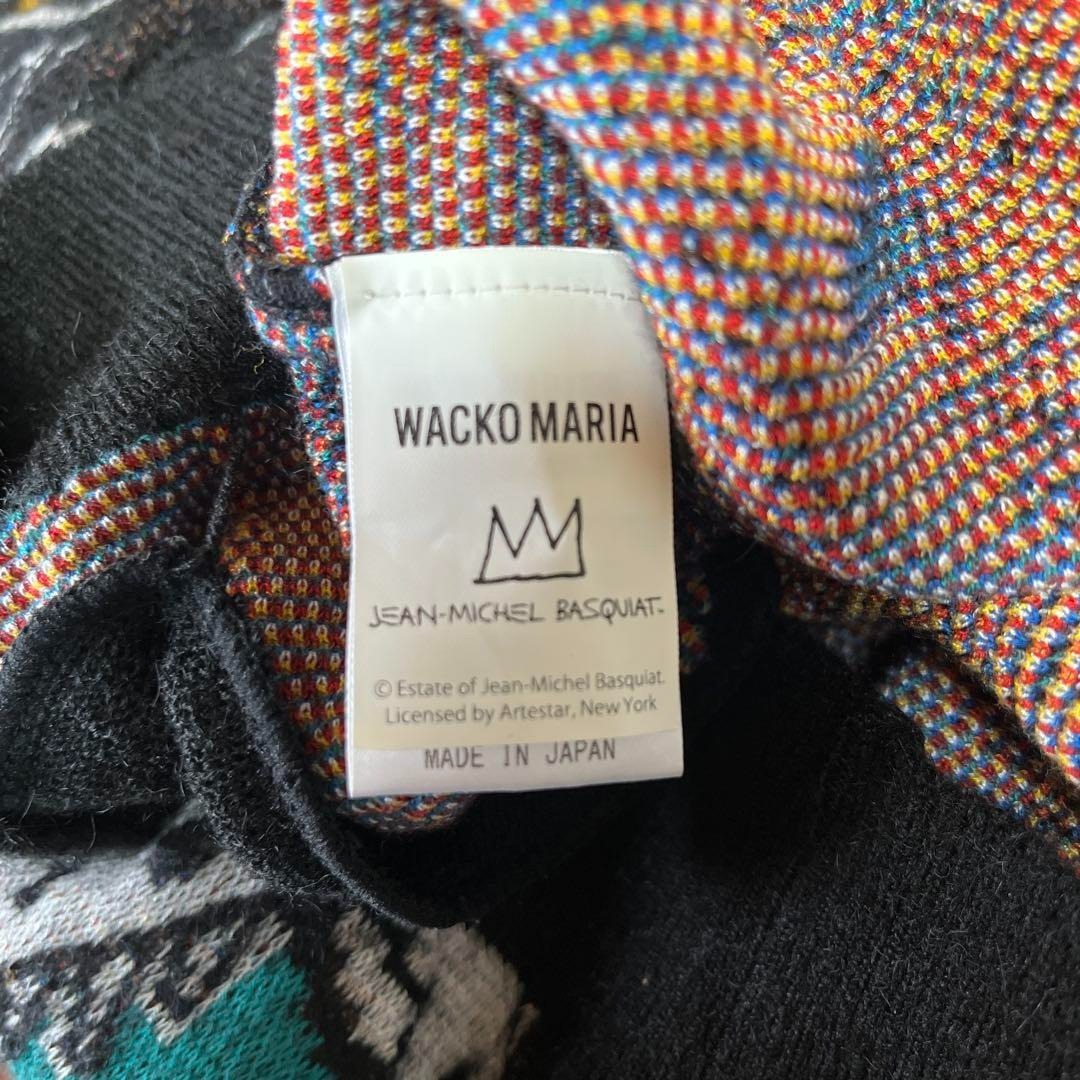 WACKO MARIA
JEAN-MICHEL BASQUIAT-
© Estate of Jean-Michel Basquiat.
Licensed by Artestar, New York
MADE IN JAPAN